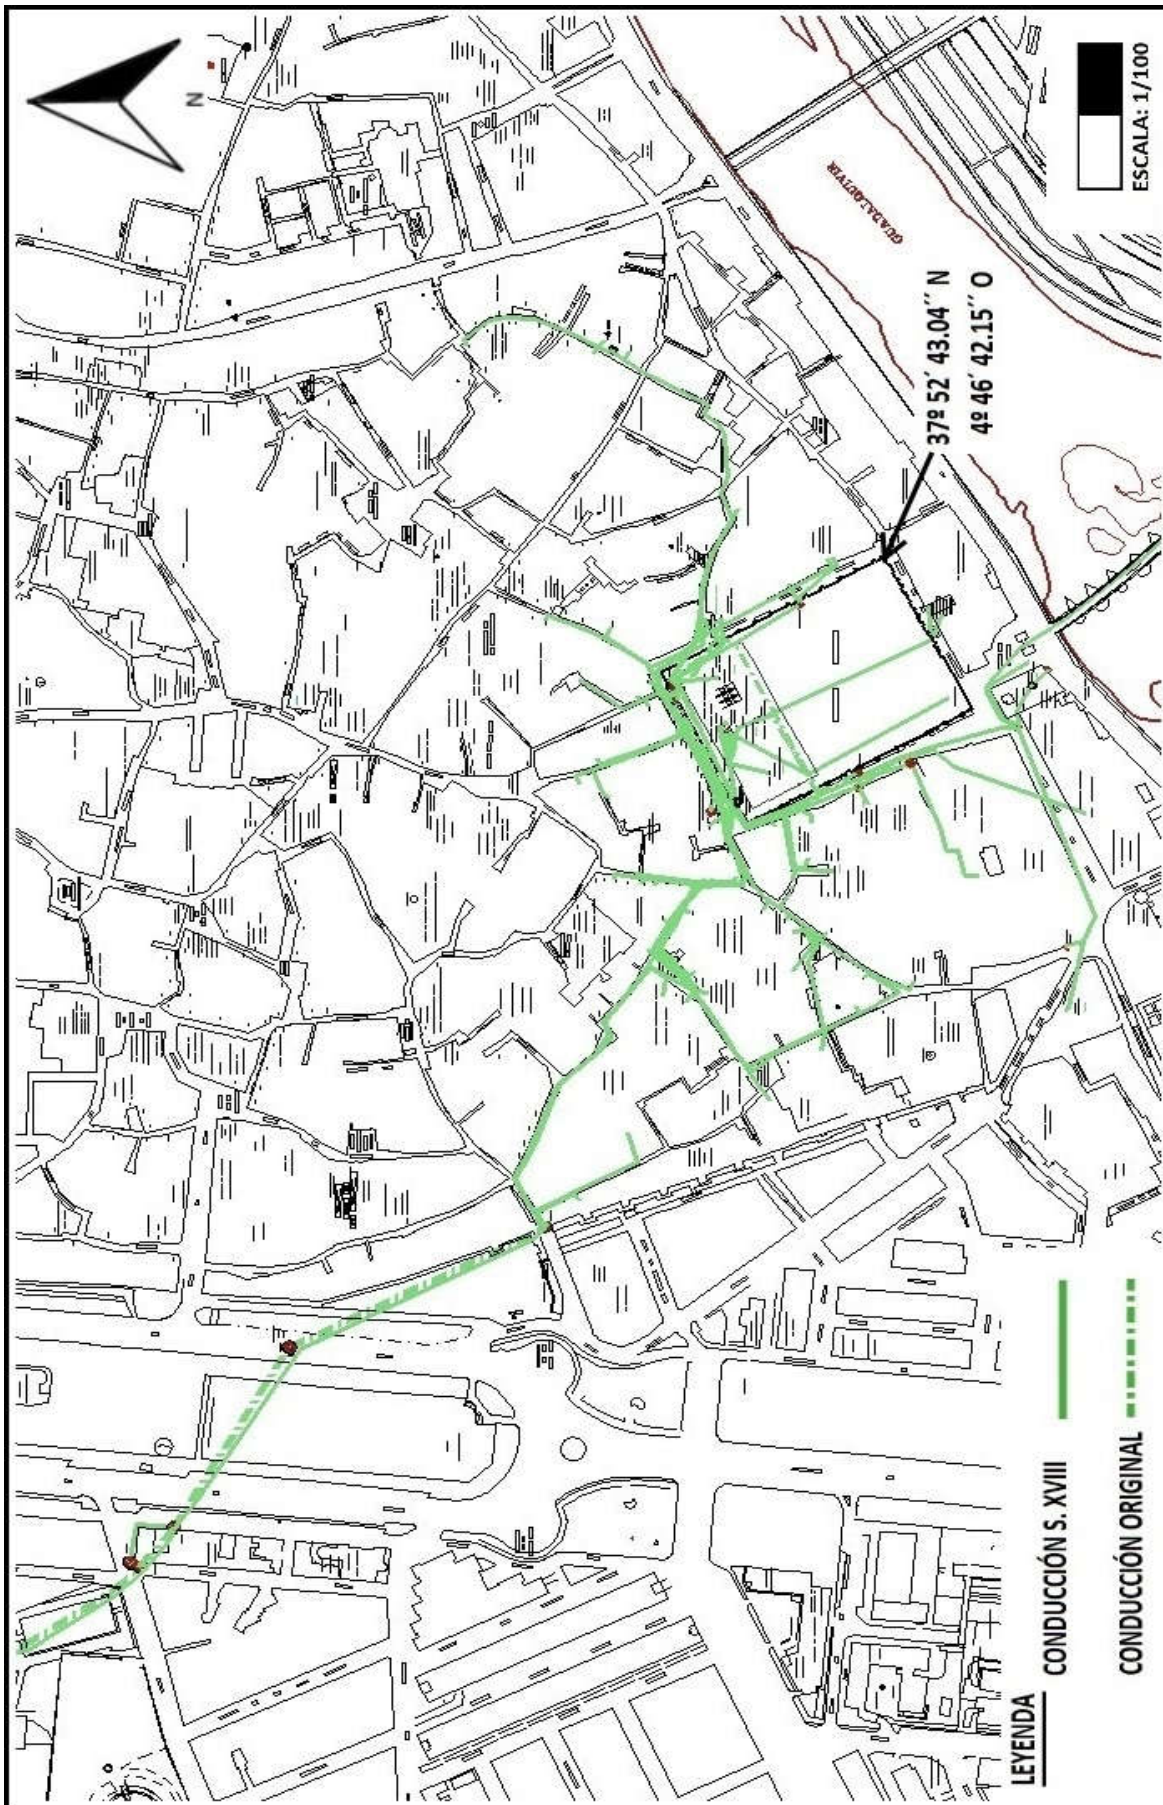 N
GUADALQUIVIR
ESCALA: 1/100
37º 52´ 43.04´´ N
4º 46´ 42.15´´ O
LEYENDA
CONDUCCIÓN S. XVIII
CONDUCCIÓN ORIGINAL